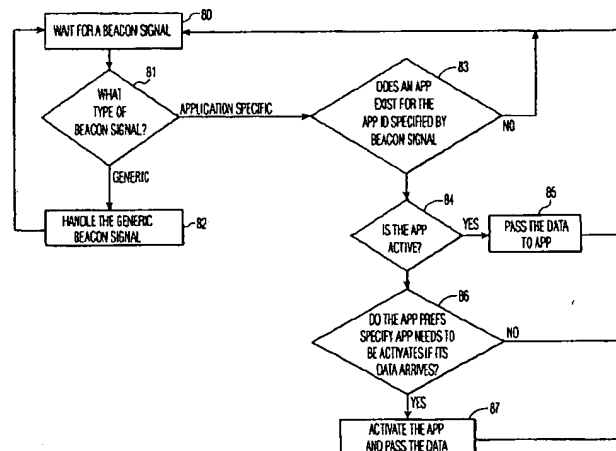 WAIT FOR A BEACON SIGNAL
80
81
WHAT
TYPE OF
BEACON SIGNAL?
APPLICATION SPECIFIC
GENERIC
HANDLE THE GENERIC
BEACON SIGNAL
82
83
DOES AN APP
EXIST FOR THE
APP ID SPECIFIED BY
BEACON SIGNAL
NO
84
IS THE APP
ACTIVE?
YES
85
PASS THE DATA
TO APP
86
DO THE APP PREFS
SPECIFY APP NEEDS TO
BE ACTIVATES IF ITS
DATA ARRIVES?
NO
YES
87
ACTIVATE THE APP
AND PASS THE DATA